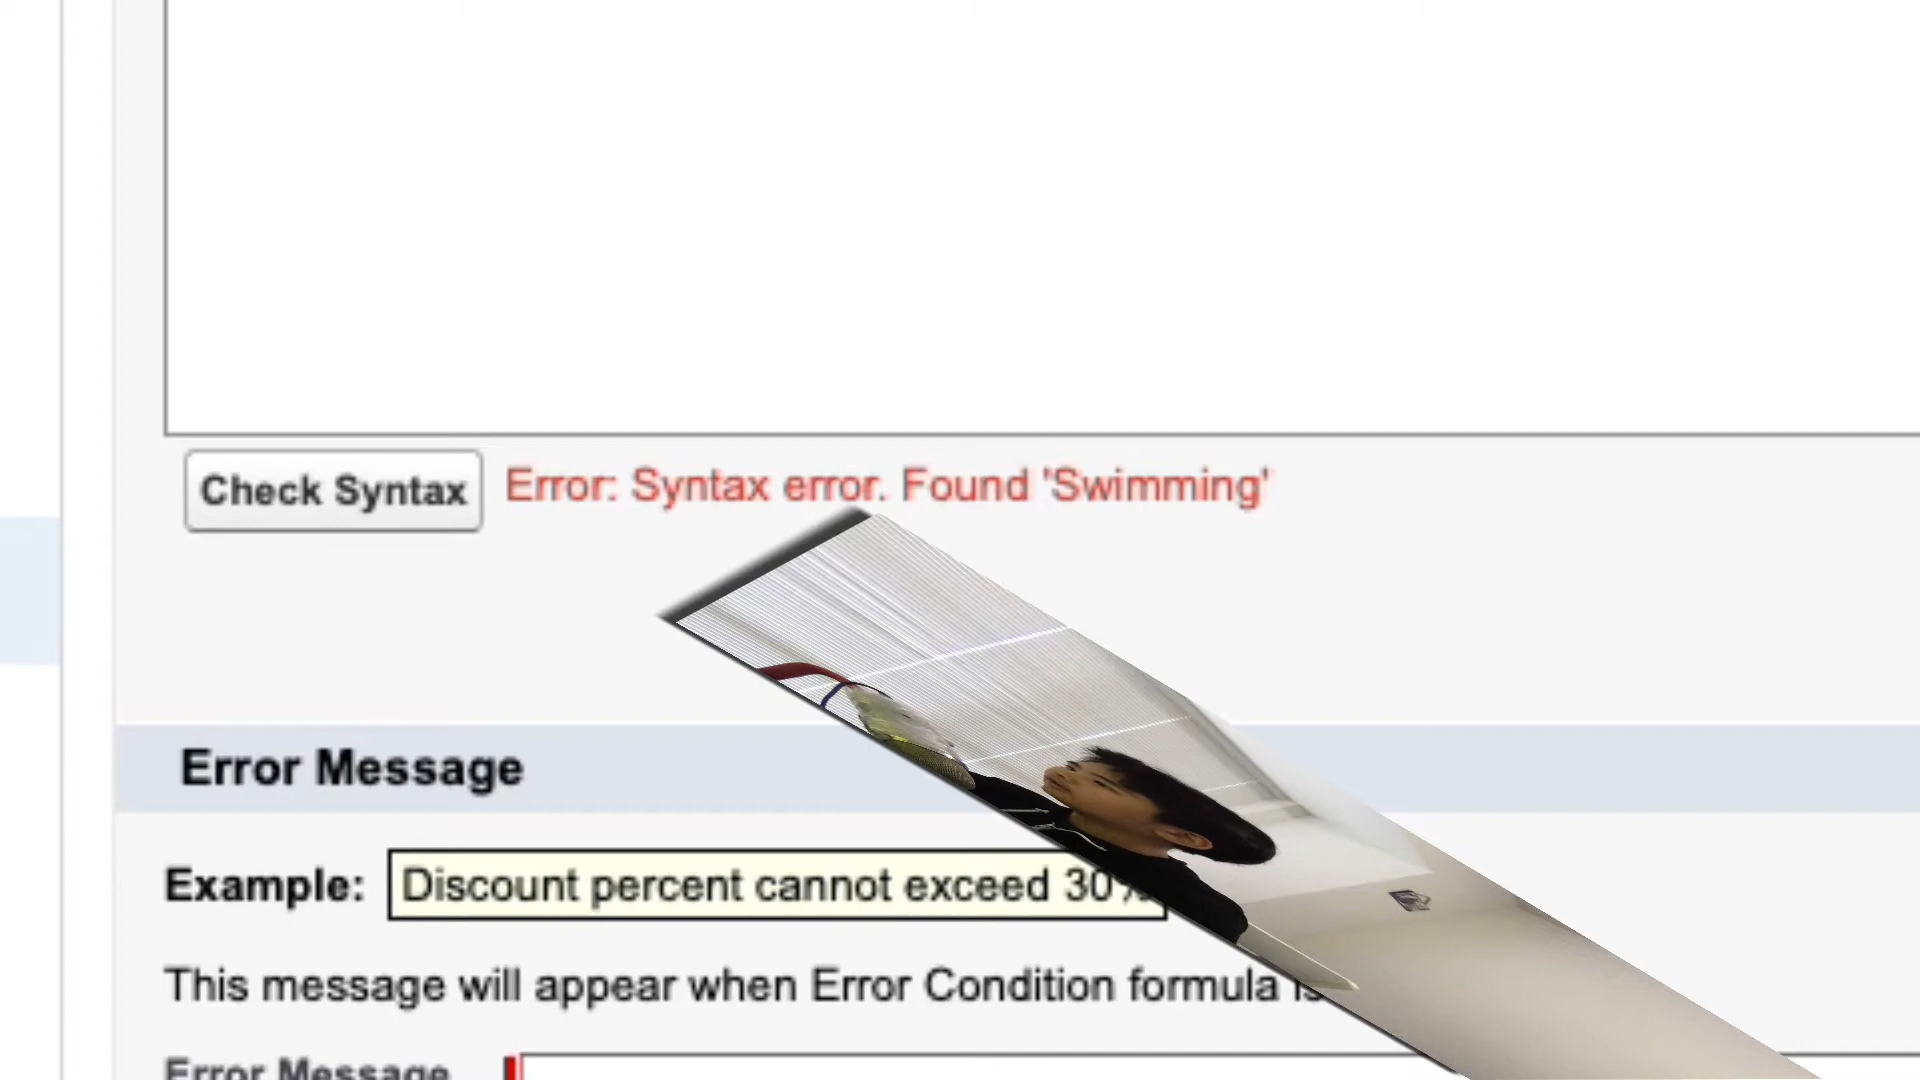 Check Syntax Error: Syntax error. Found 'Swimming'
Error Message
Example: Discount percent cannot exceed 30%
This message will appear when Error Condition formula is
Error Message